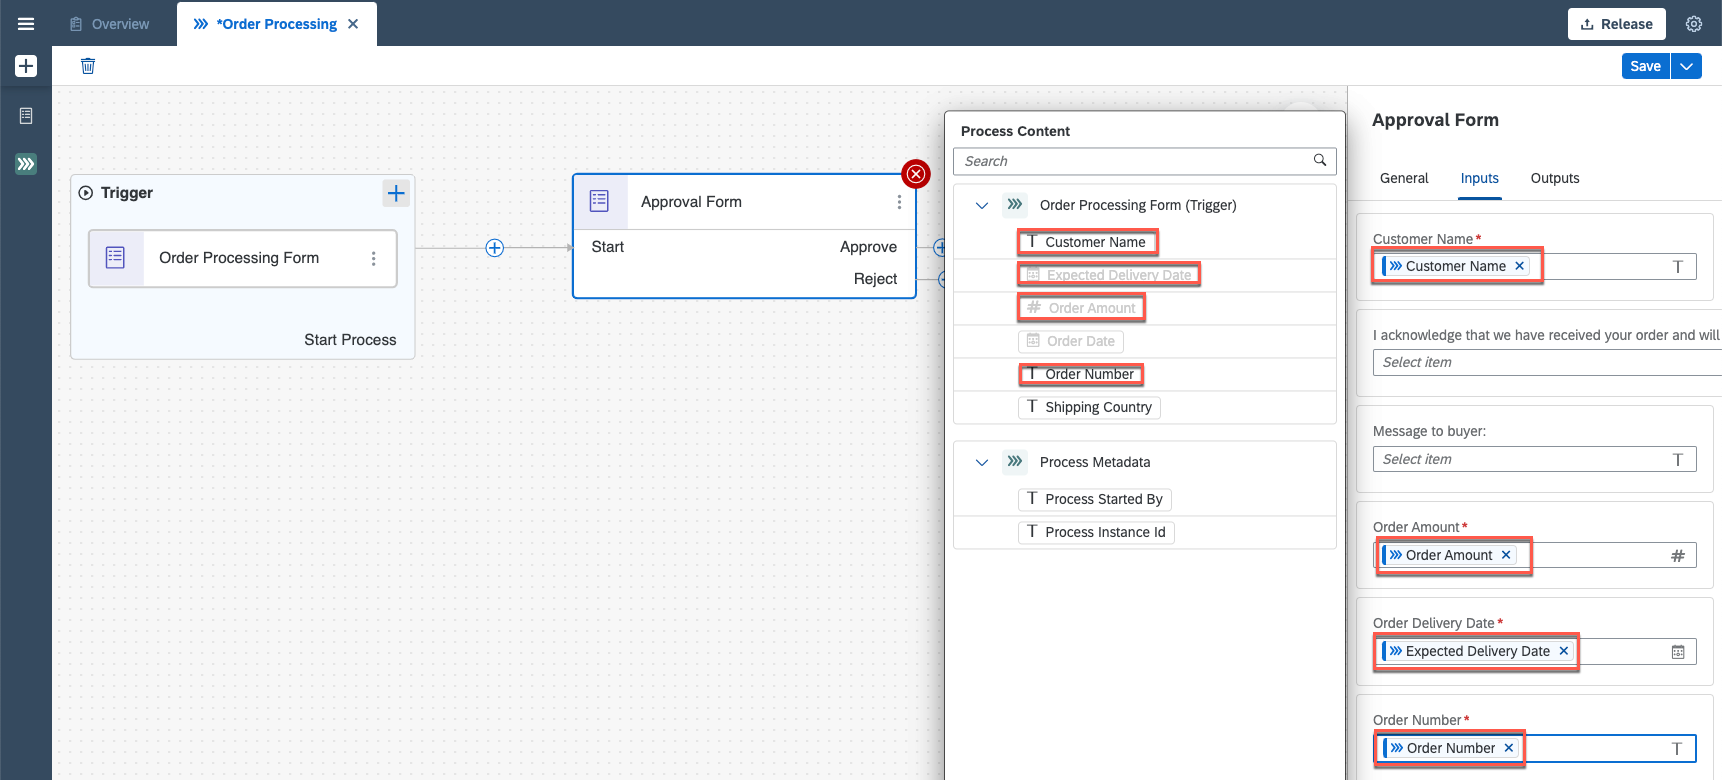 Overview
*Order Processing
Release
Save
Trigger
Order Processing Form
Start Process
Approval Form
Start
Approve
Reject
Process Content
Search
Order Processing Form (Trigger)
T Customer Name
Expected Delivery Date
# Order Amount
Order Date
T Order Number
T Shipping Country
Process Metadata
T Process Started By
T Process Instance Id
Approval Form
General Inputs Outputs
Customer Name*
Customer Name T
I acknowledge that we have received your order and will
Select item
Message to buyer:
Select item T
Order Amount*
Order Amount #
Order Delivery Date*
Expected Delivery Date
Order Number*
Order Number T